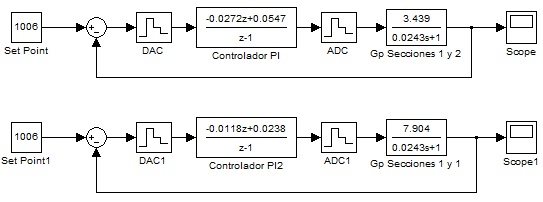 1006
Set Point
DAC
-0.0272z+0.0547
z-1
Controlador PI
ADC
3.439
0.0243s+1
Gp Secciones 1 y 2
Scope
1006
Set Point1
DAC1
-0.0118z+0.0238
z-1
Controlador PI2
ADC1
7.904
0.0243s+1
Gp Secciones 1 y 1
Scope1